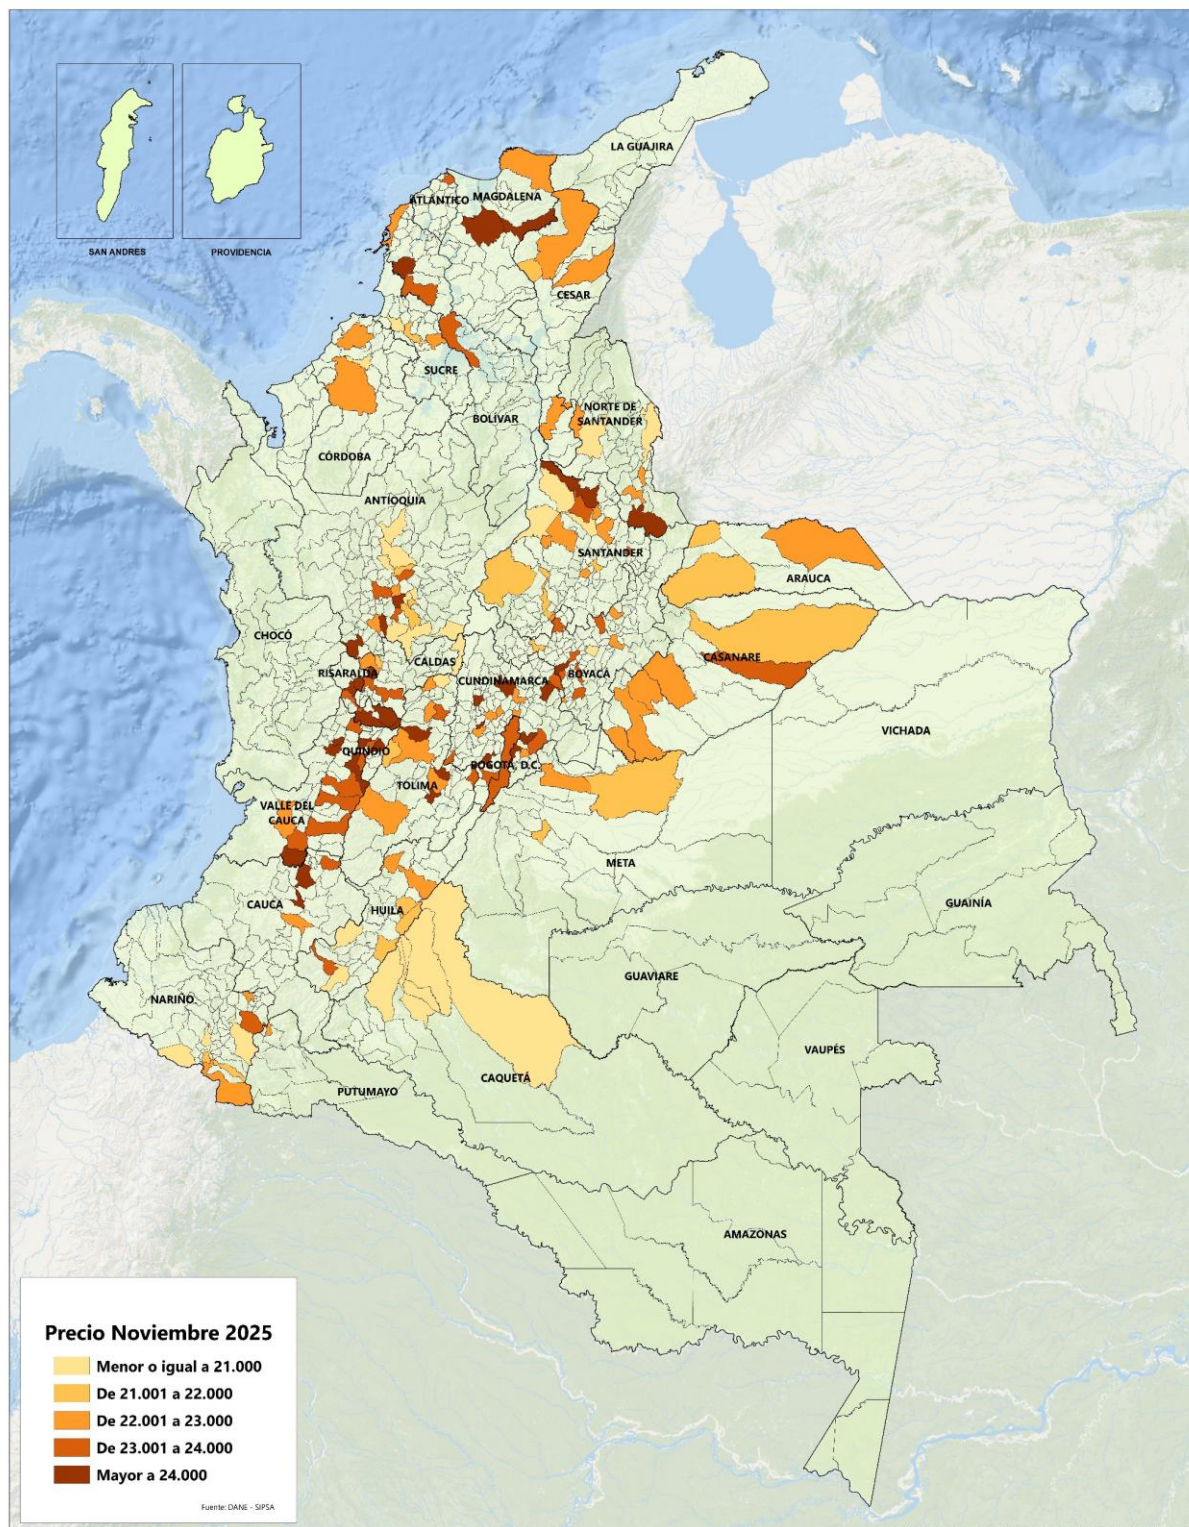 SAN ANDRES
PROVIDENCIA
LA GUAJIRA
ATLÁNTICO
MAGDALENA
CESAR
SUCRE
BOLÍVAR
NORTE DE
SANTANDER
CÓRDOBA
ANTIOQUIA
SANTANDER
ARAUCA
CHOCÓ
RISARALDA
CALDAS
CUNDINAMARCA
BOYACÁ
CASANARE
VICHADA
QUINDIO
BOGOTÁ, D.C.
TOLIMA
VALLE DEL
CAUCA
META
CAUCA
HUILA
GUAINÍA
GUAVIARE
NARIÑO
VAUPÉS
CAQUETÁ
PUTUMAYO
AMAZONAS
Precio Noviembre 2025
Menor o igual a 21.000
De 21.001 a 22.000
De 22.001 a 23.000
De 23.001 a 24.000
Mayor a 24.000
Fuente: DANE - SIPSA